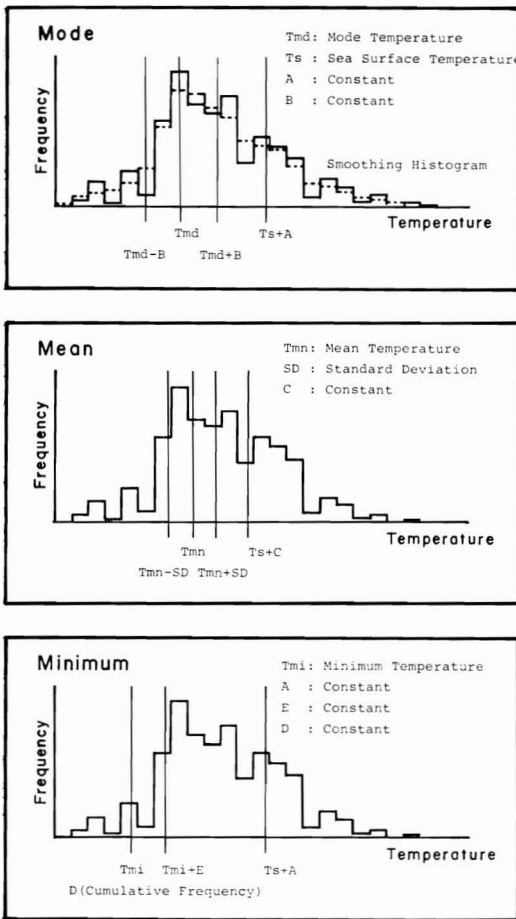 Mode
Tmd: Mode Temperature
Ts : Sea Surface Temperature
A : Constant
B : Constant
Frequency
Smoothing Histogram
Temperature
Tmd Ts+A
Tmd-B Tmd+B
Mean
Tmn: Mean Temperature
SD : Standard Deviation
C : Constant
Frequency
Temperature
Tmn Ts+C
Tmn-SD Tmn+SD
Minimum
Tmi: Minimum Temperature
A : Constant
E : Constant
D : Constant
Frequency
Temperature
Tmi Tmi+E Ts+A
D(Cumulative Frequency)